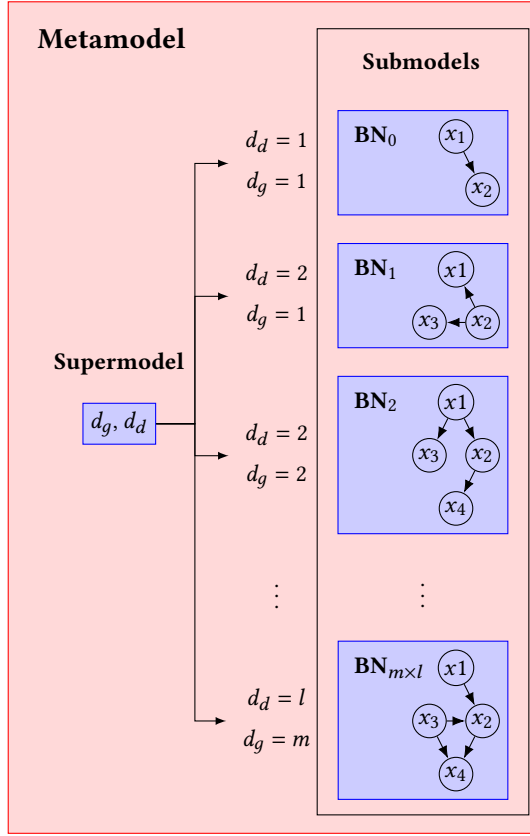 Metamodel
Submodels
d_d = 1
d_g = 1
BN_0
x_1
x_2
d_d = 2
d_g = 1
BN_1
x1
x_3
x_2
Supermodel
d_g, d_d
d_d = 2
d_g = 2
BN_2
x1
x_3
x_2
x_4
⋮
⋮
d_d = l
d_g = m
BN_{m×l}
x1
x_3
x_2
x_4